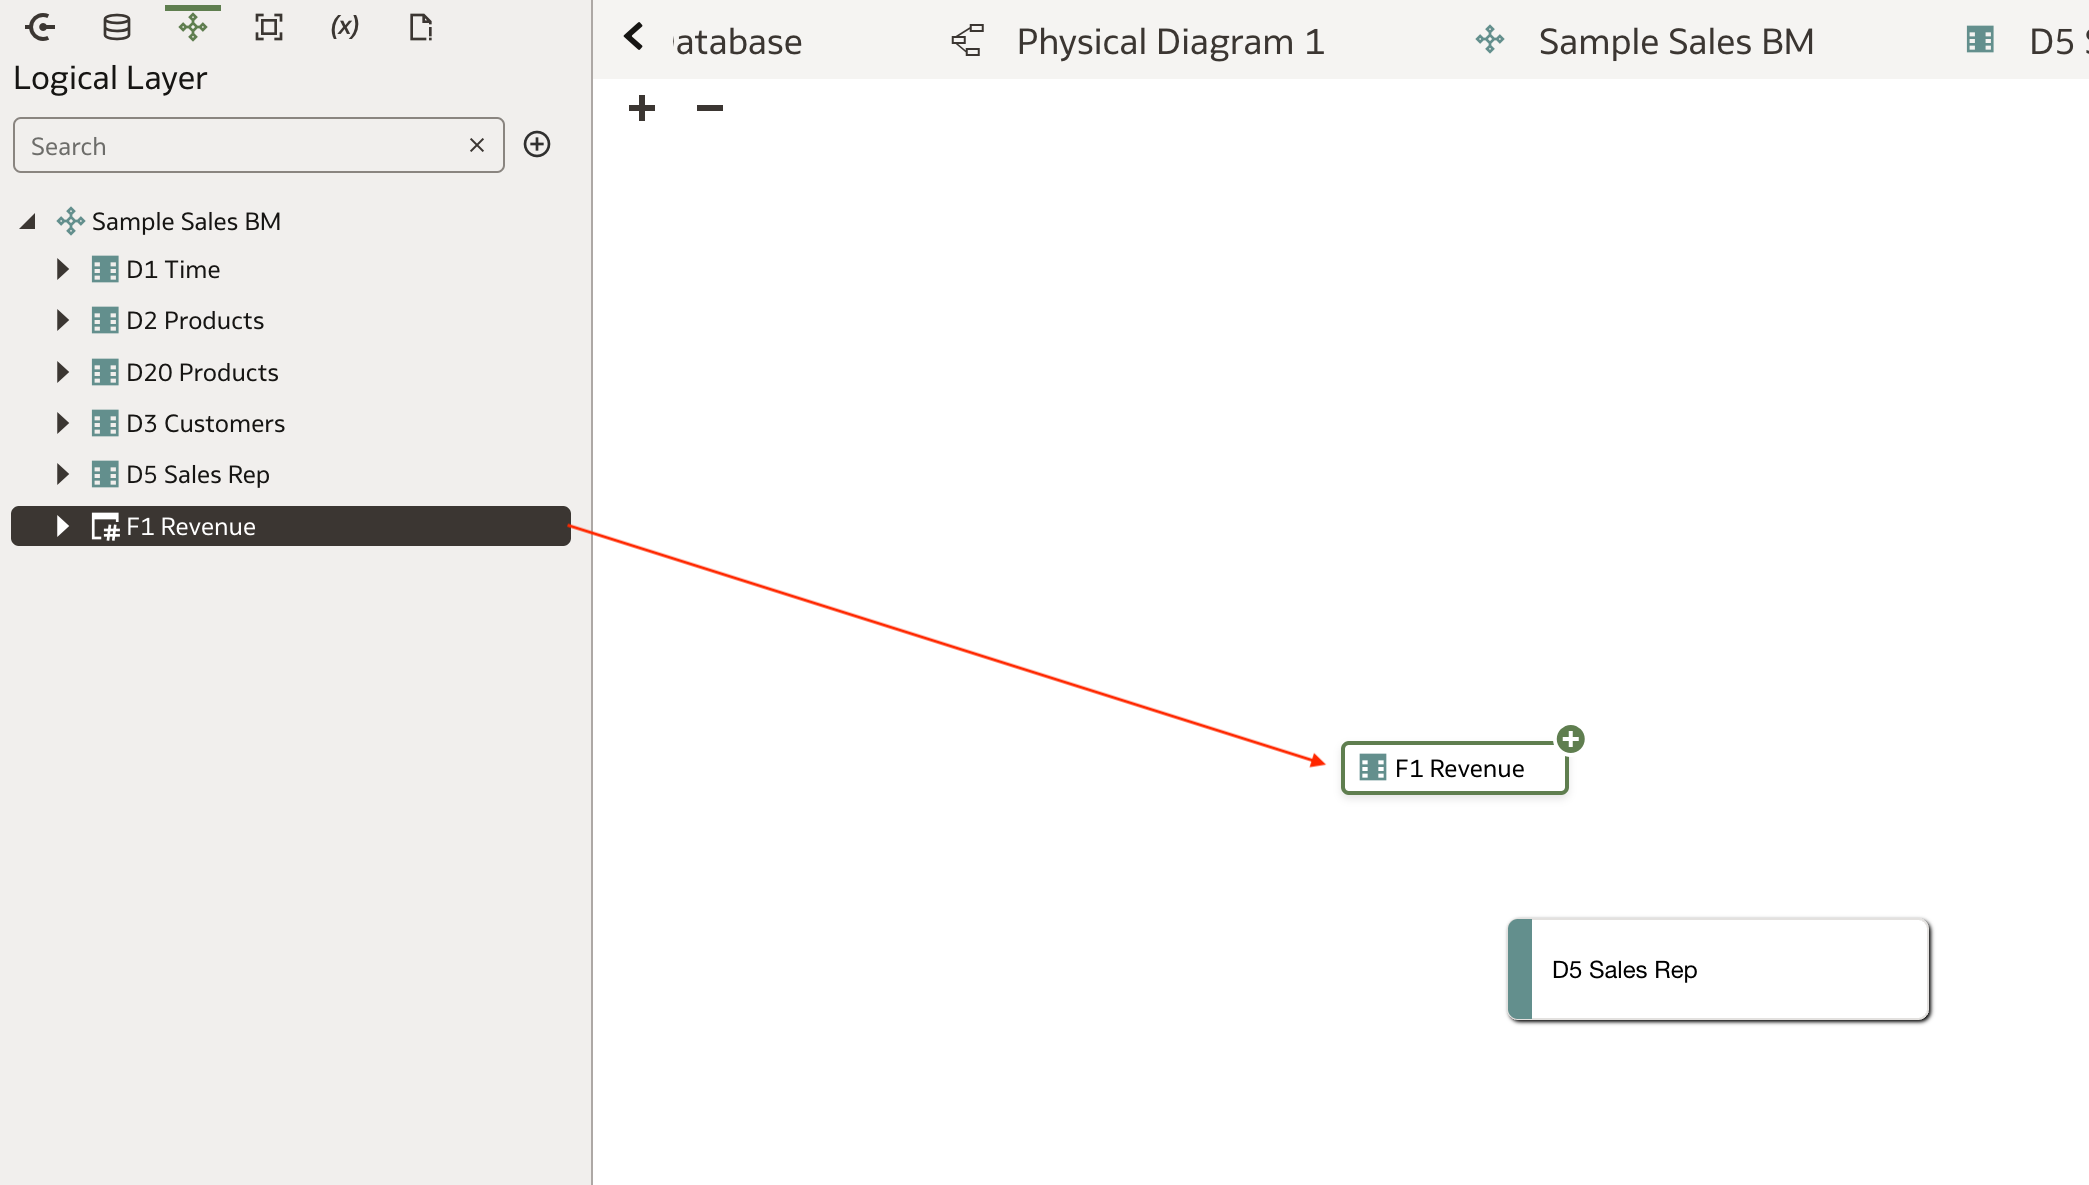 (x)
Logical Layer
Search
Sample Sales BM
D1 Time
D2 Products
D20 Products
D3 Customers
D5 Sales Rep
F1 Revenue
atabase
Physical Diagram 1
Sample Sales BM
D5
F1 Revenue
D5 Sales Rep